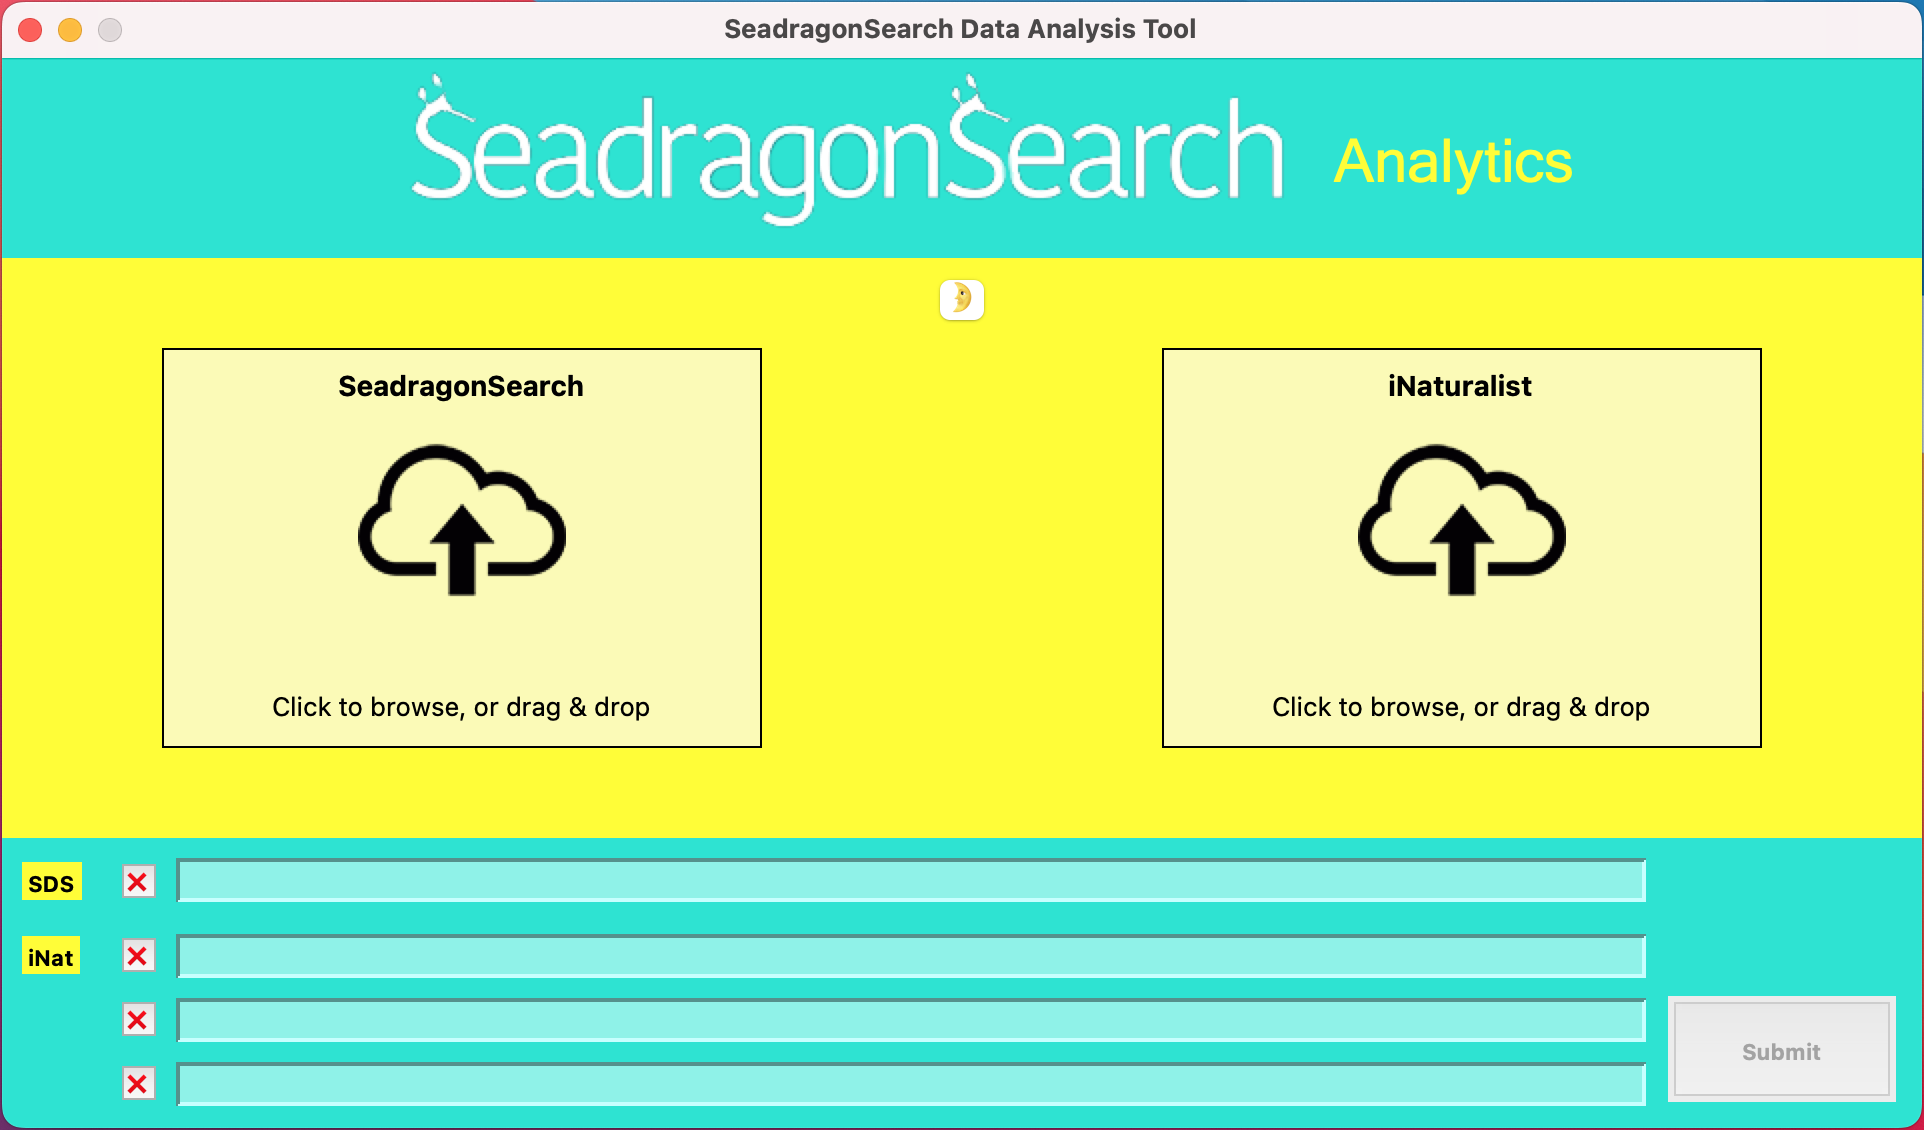 SeadragonSearch Data Analysis Tool
SeadragonSearch Analytics
SeadragonSearch
iNaturalist
Click to browse, or drag & drop
Click to browse, or drag & drop
SDS
iNat
Submit